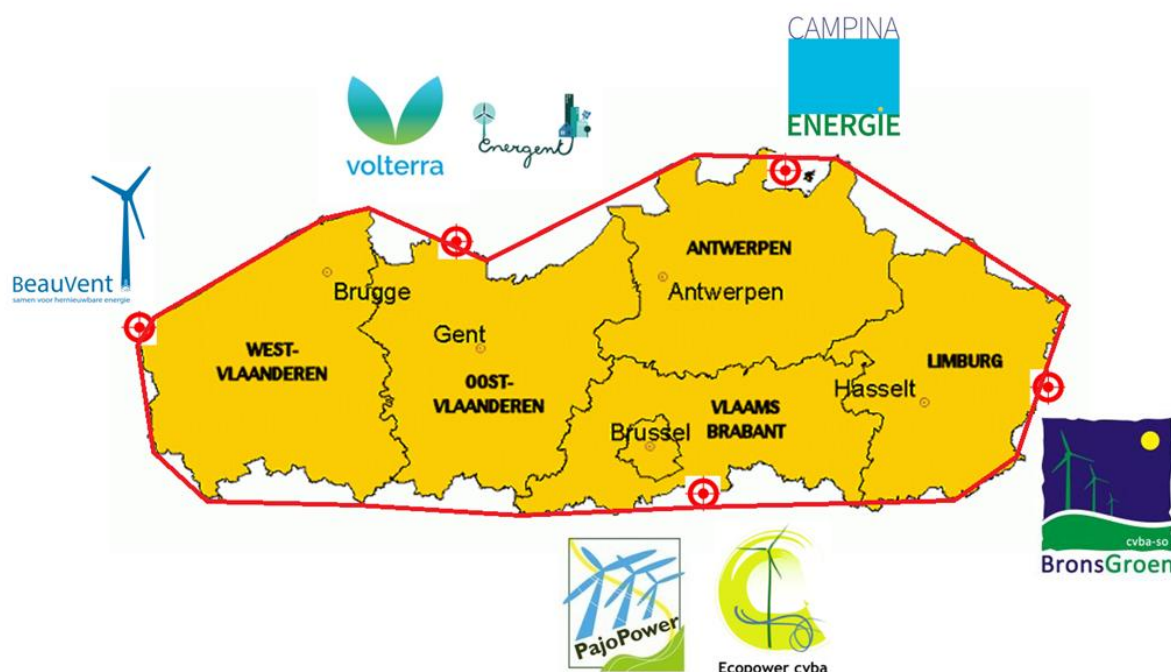 CAMPINA
ENERGIE
volterra
Energent
BeauVent
samen voor hernieuwbare energie
ANTWERPEN
Brugge
Antwerpen
Gent
WEST-
VLAANDEREN
OOST-
VLAANDEREN
LIMBURG
Hasselt
VLAAMS
BRABANT
Brussel
cvba-so
BronsGroen
PajoPower
Ecopower cvba